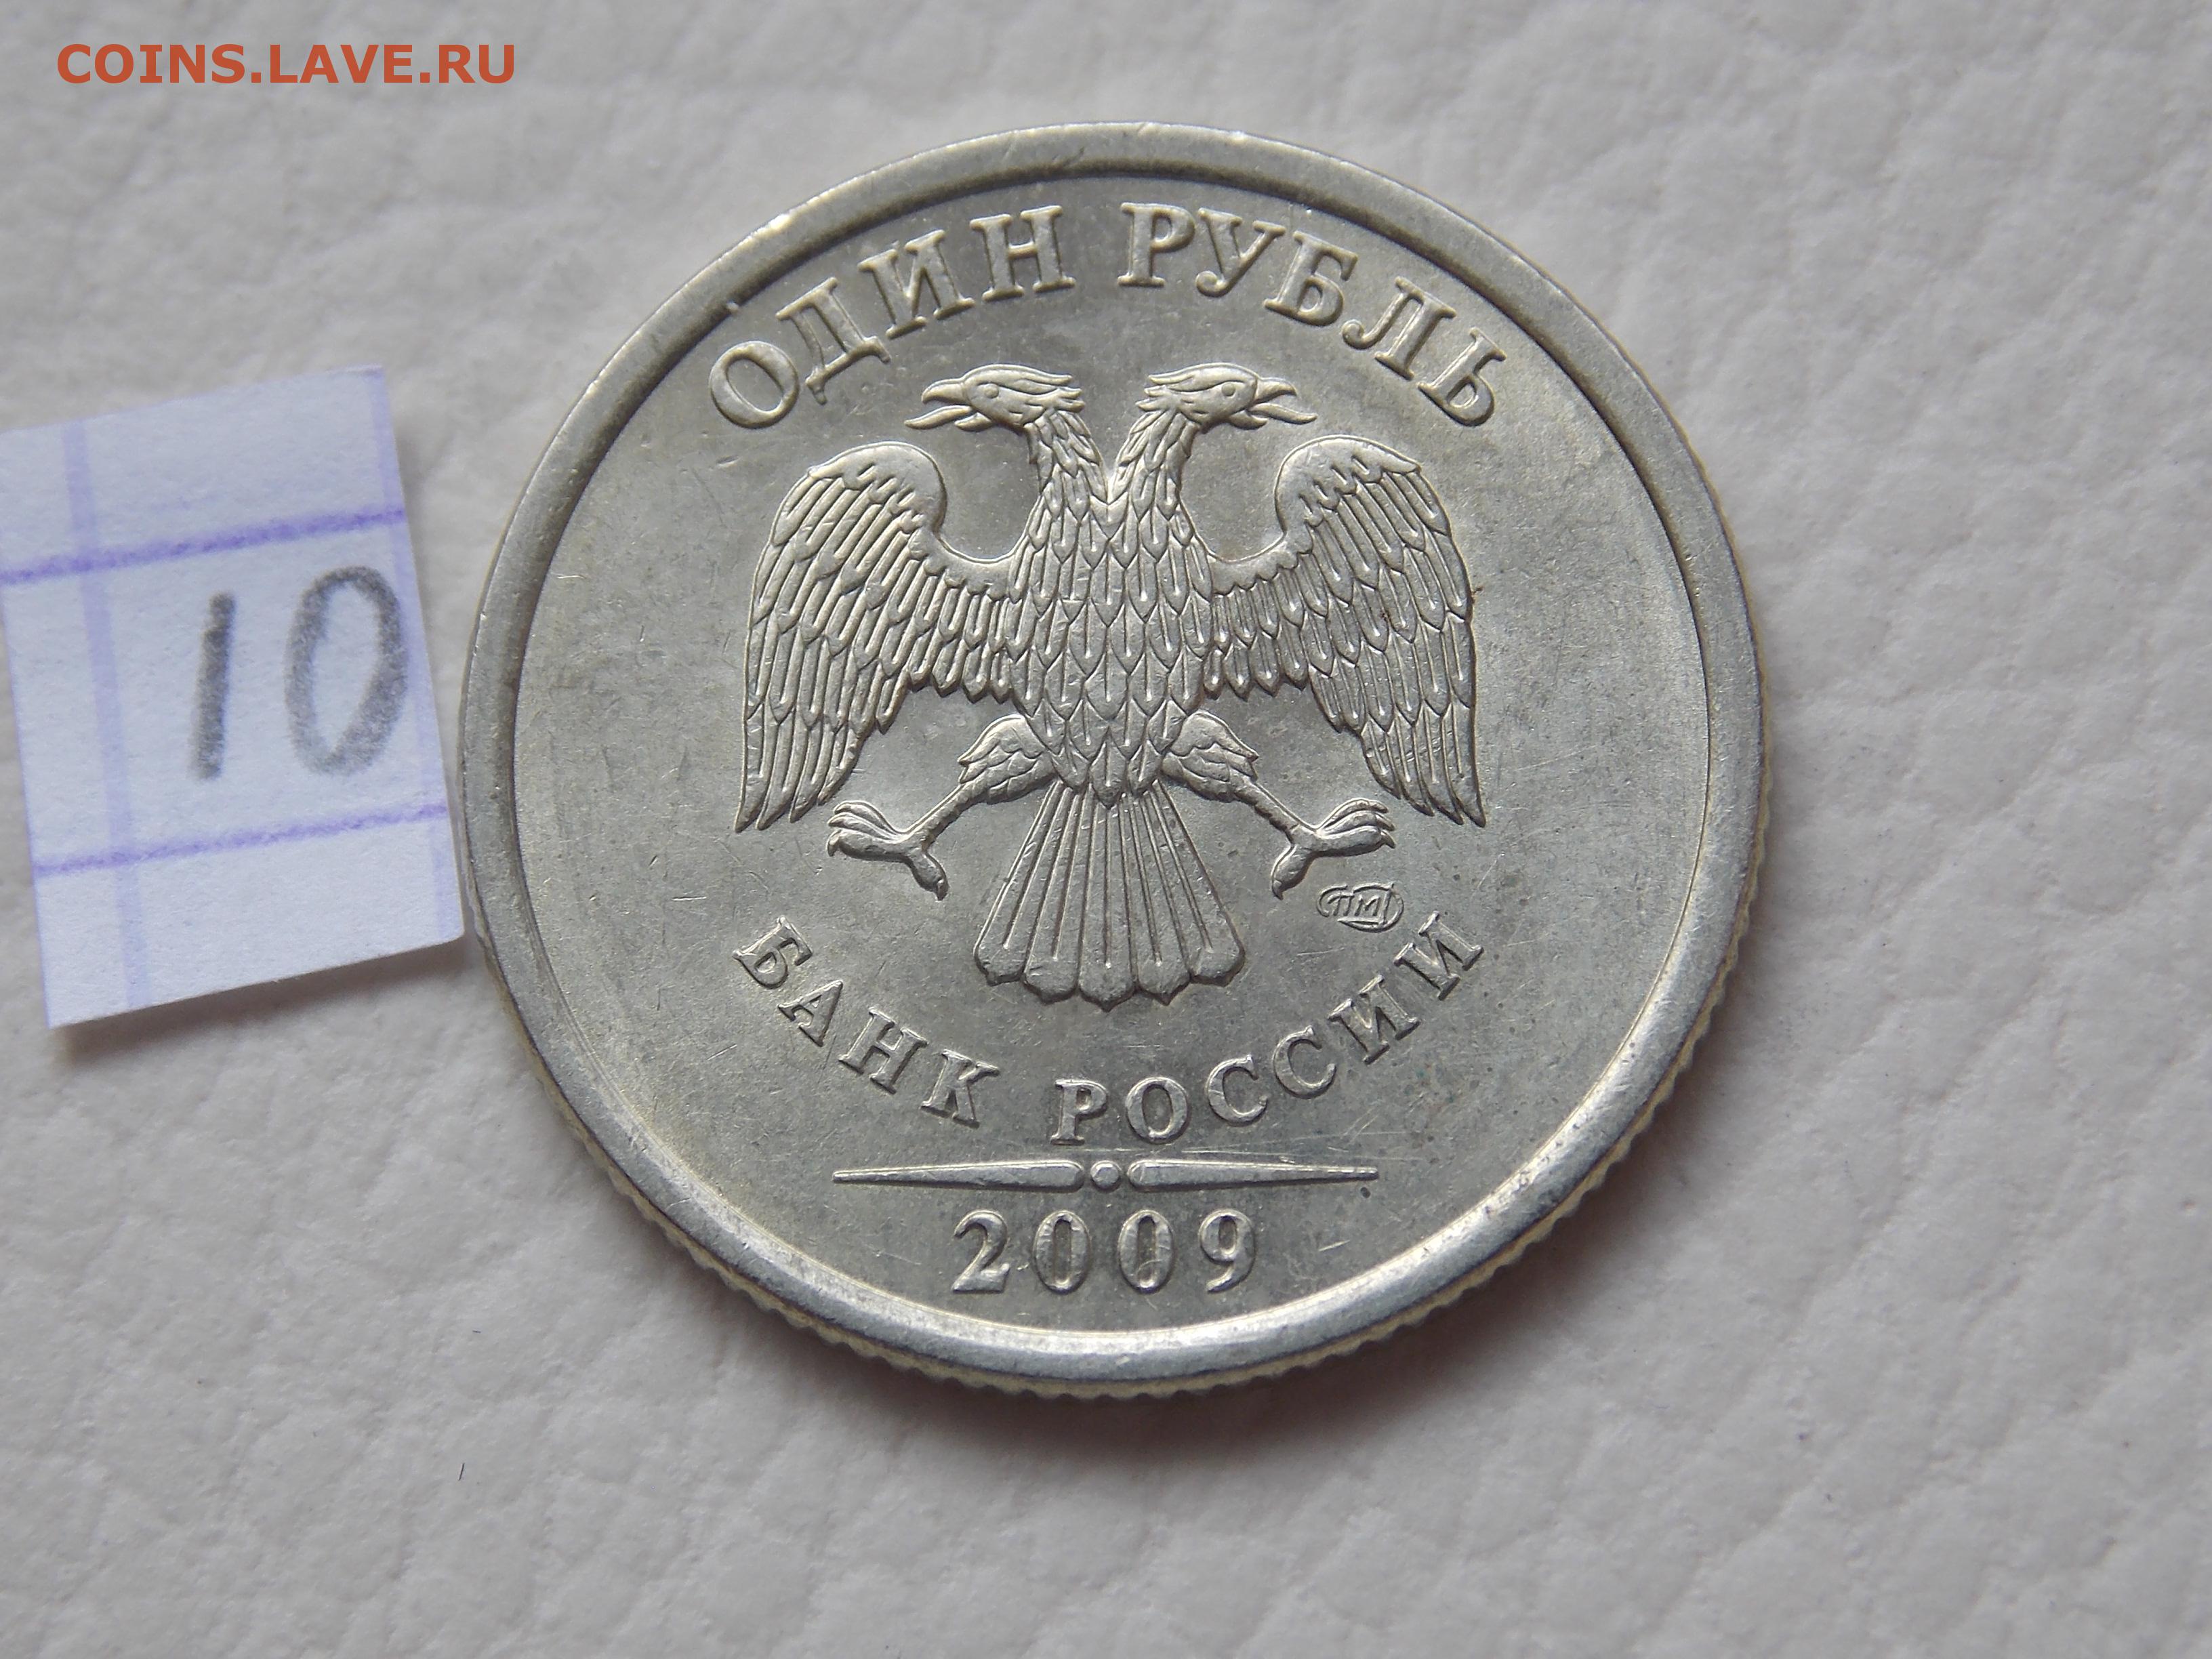 COINS.LAVE.RU
ОДИН РУБЛЬ
10
СПМД
БАНК РОССИИ
2009